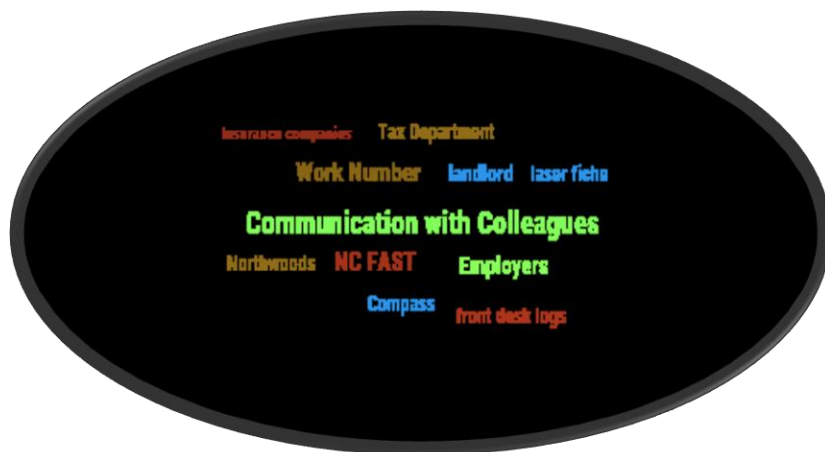 Insurance companies Tax Department
Work Number landlord laser fiche
Communication with Colleagues
Northwoods NC FAST Employers
Compass front desk logs